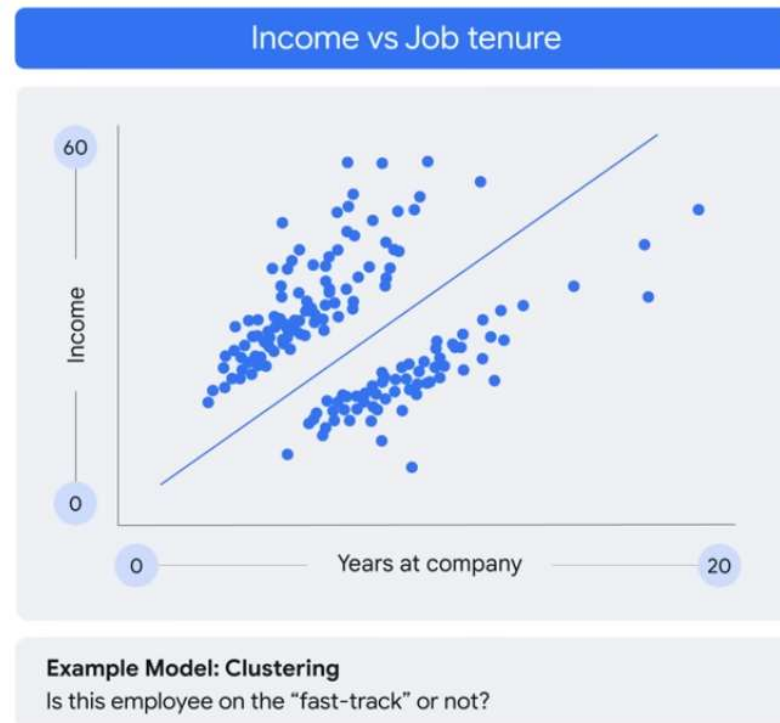 Income vs Job tenure
60
Income
0
0
Years at company
20
Example Model: Clustering
Is this employee on the “fast-track” or not?